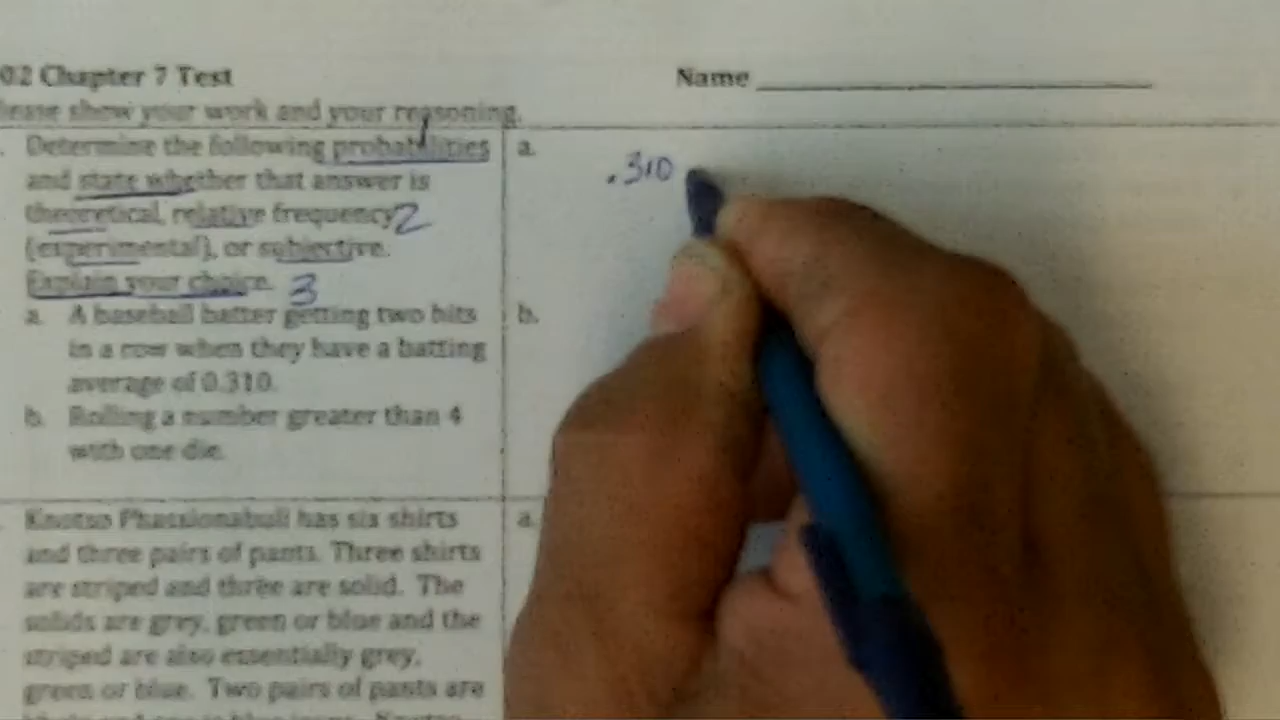 02 Chapter 7 Test
Name
lease show your work and your reasoning.
. Determine the following probabilities
and state whether that answer is
theoretical, relative frequency 2
(experimental), or subjective.
Explain your choice. 3
a. A baseball batter getting two hits
in a row when they have a batting
average of 0.310.
b. Rolling a number greater than 4
with one die.
a.
.310
b.
. Knotso Phassionabull has six shirts
and three pairs of pants. Three shirts
are striped and three are solid. The
solids are grey, green or blue and the
striped are also essentially grey,
green or blue. Two pairs of pants are
a.